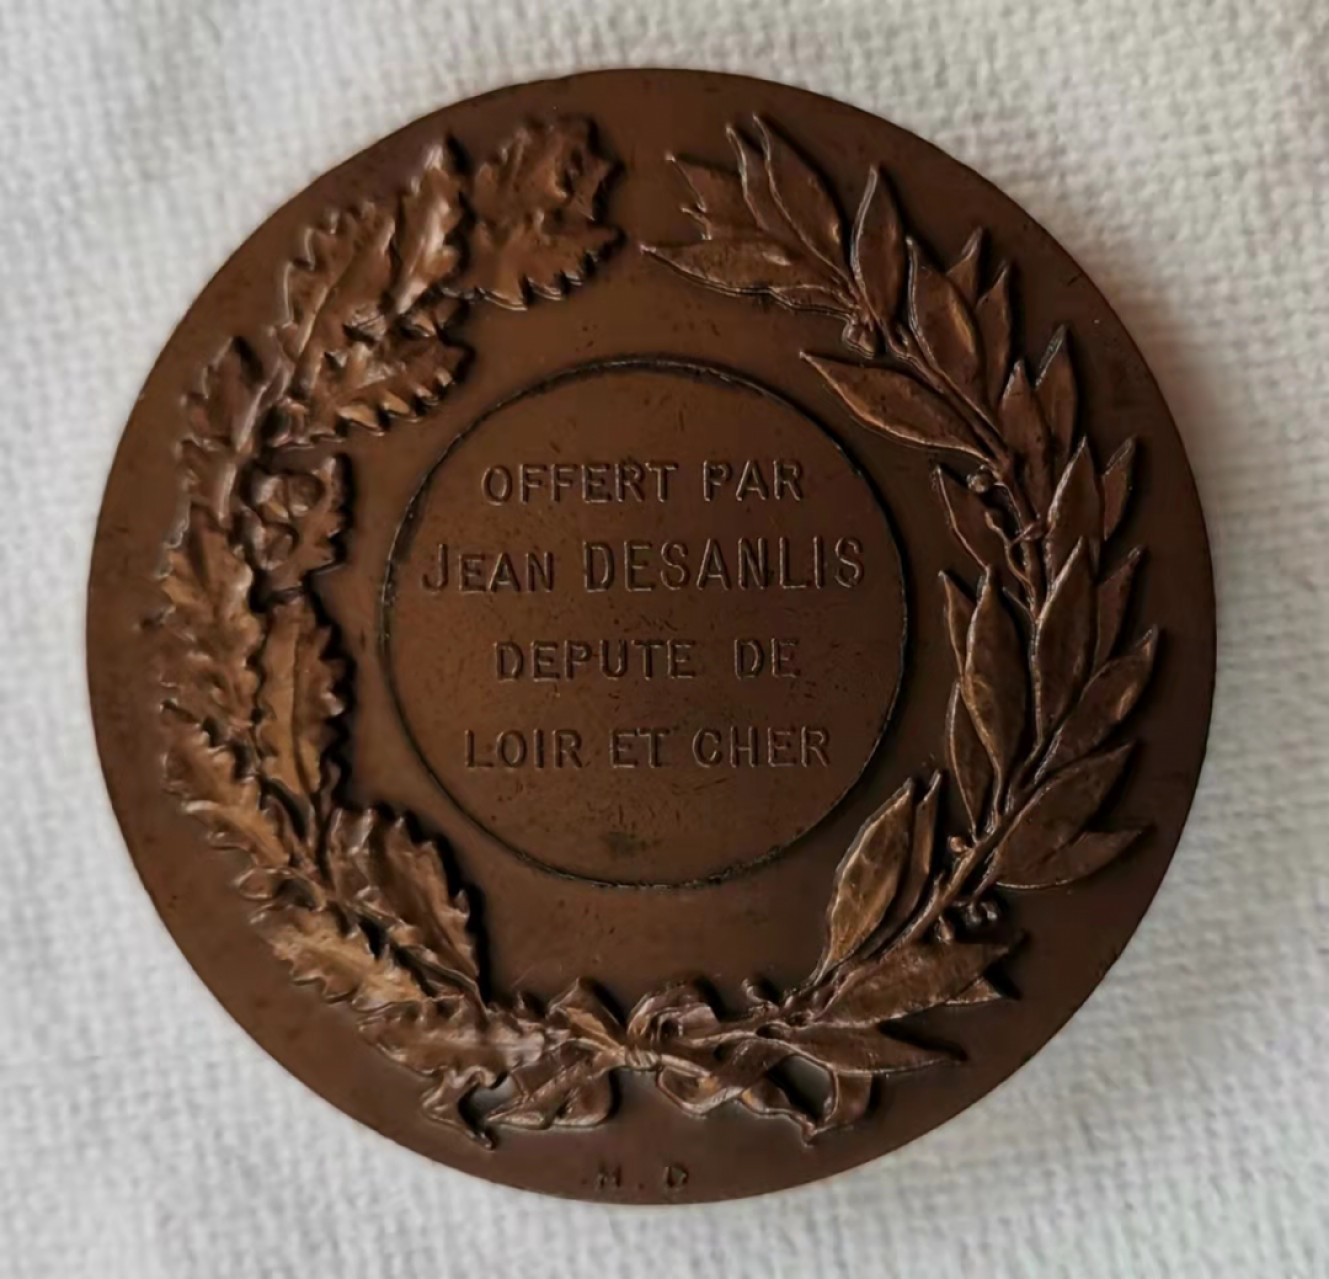 OFFERT PAR
JEAN DESANLIS
DEPUTE DE
LOIR ET CHER
H. D